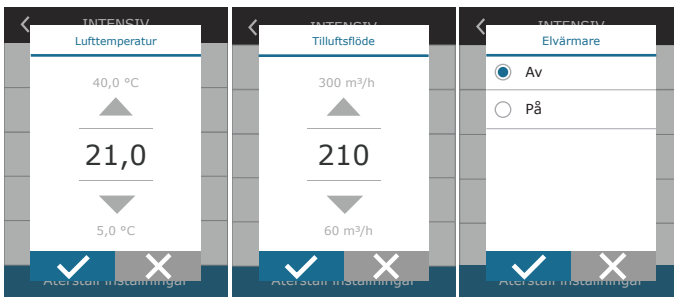 INTENSIV
Lufttemperatur
40,0 °C
21,0
5,0 °C
Återställ inställningar
INTENSIV
Tilluftsflöde
300 m³/h
210
60 m³/h
Återställ inställningar
INTENSIV
Elvärmare
Av
På
Återställ inställningar